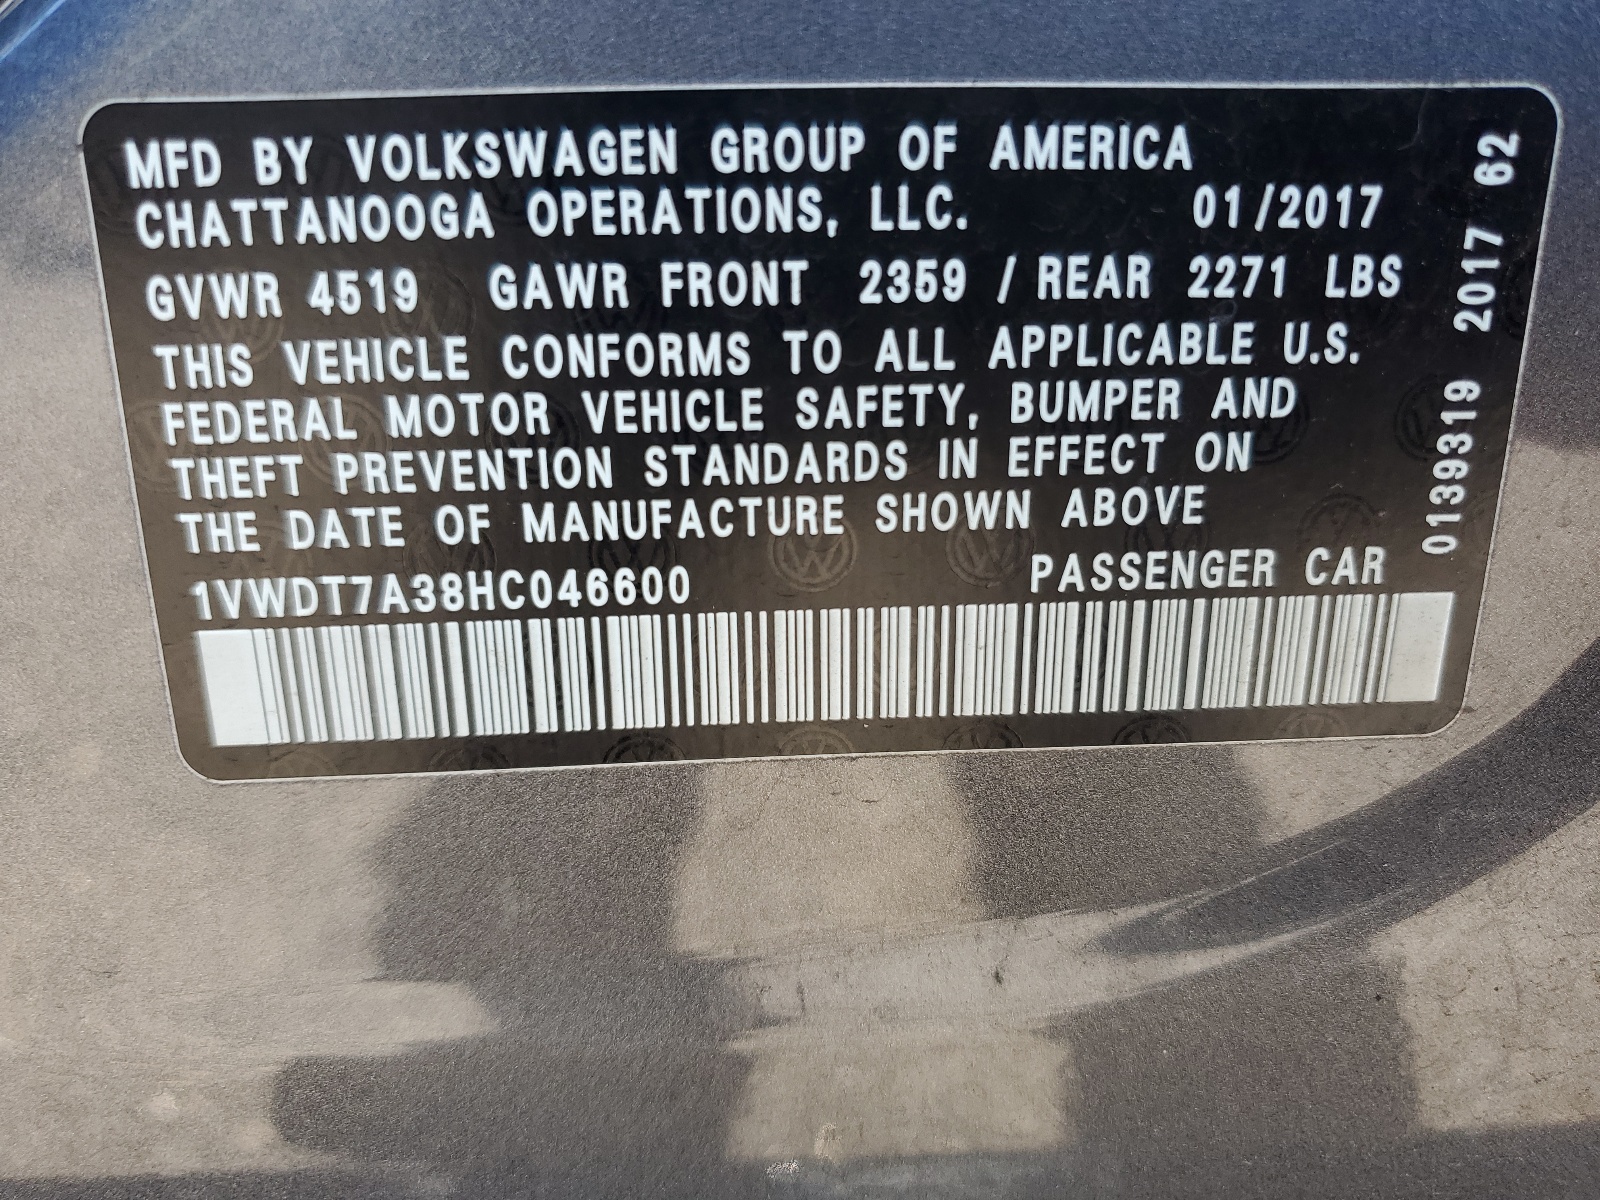 MFD BY VOLKSWAGEN GROUP OF AMERICA
CHATTANOOGA OPERATIONS, LLC. 01/2017
GVWR 4519 GAWR FRONT 2359 / REAR 2271 LBS
THIS VEHICLE CONFORMS TO ALL APPLICABLE U.S.
FEDERAL MOTOR VEHICLE SAFETY, BUMPER AND
THEFT PREVENTION STANDARDS IN EFFECT ON
THE DATE OF MANUFACTURE SHOWN ABOVE
1VWDT7A38HC046600 PASSENGER CAR
0139319 2017 62